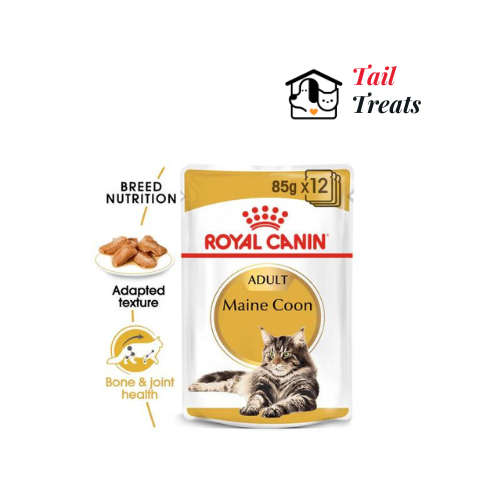 Tail
Treats
BREED
NUTRITION
Adapted
texture
Bone & joint
health
85g x12
ROYAL CANIN
ADULT
Maine Coon